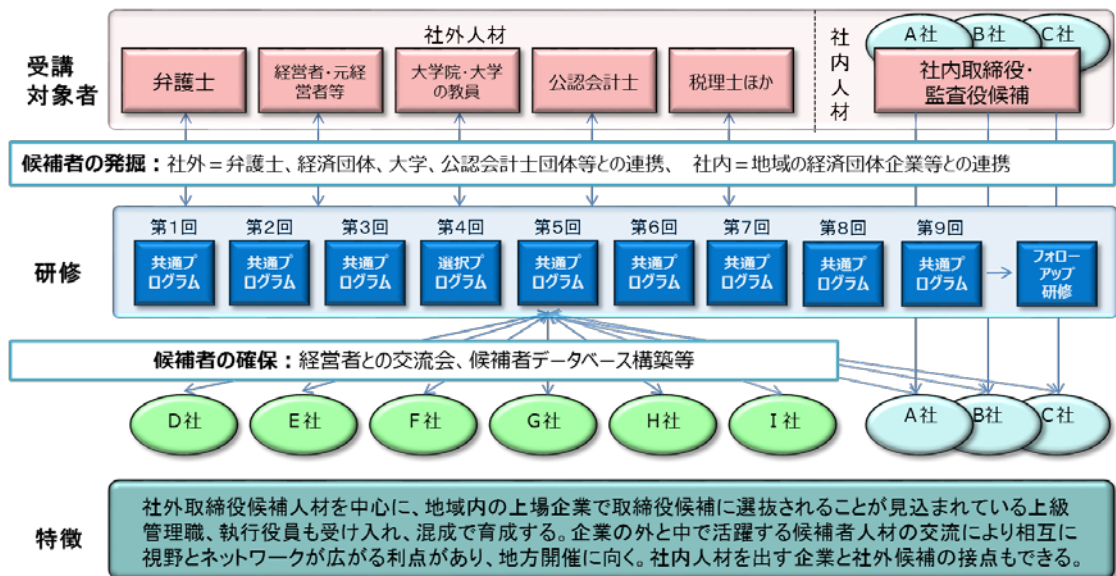 受講
対象者
社外人材
弁護士
経営者・元経
営者等
大学院・大学
の教員
公認会計士
税理士ほか
社内人材
A社
B社
C社
社内取締役・
監査役候補
候補者の発掘：社外＝弁護士、経済団体、大学、公認会計士団体等との連携、　社内＝地域の経済団体企業等との連携
研修
第1回
第2回
第3回
第4回
第5回
第6回
第7回
第8回
第9回
共通プ
ログラム
共通プ
ログラム
共通プ
ログラム
選択プ
ログラム
共通プ
ログラム
共通プ
ログラム
共通プ
ログラム
共通プ
ログラム
共通プ
ログラム
フォロー
アップ
研修
候補者の確保：経営者との交流会、候補者データベース構築等
D社
E社
F社
G社
H社
I社
A社
B社
C社
特徴
社外取締役候補人材を中心に、地域内の上場企業で取締役候補に選抜されることが見込まれている上級
管理職、執行役員も受け入れ、混成で育成する。企業の外と中で活躍する候補者人材の交流により相互に
視野とネットワークが広がる利点があり、地方開催に向く。社内人材を出す企業と社外候補の接点もできる。